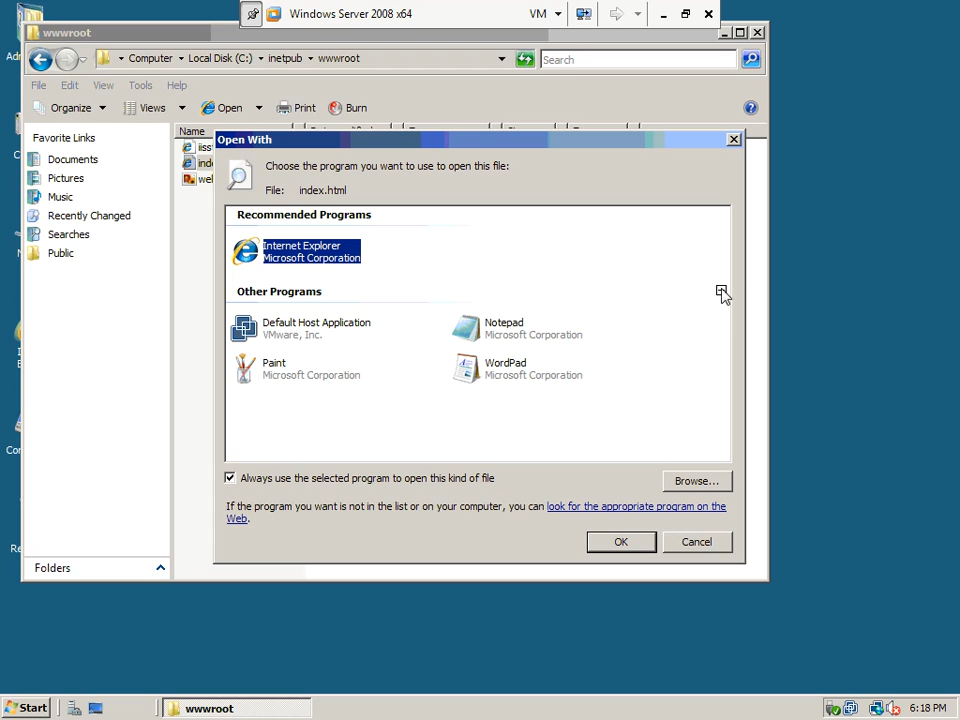 Windows Server 2008 x64
VM
wwwroot
Computer
Local Disk (C:)
inetpub
wwwroot
Search
File Edit View Tools Help
Organize Views Open Print Burn
Favorite Links
Documents
Pictures
Music
Recently Changed
Searches
Public
Folders
Name
Open With
Choose the program you want to use to open this file:
File: index.html
Recommended Programs
Internet Explorer
Microsoft Corporation
Other Programs
Default Host Application
VMware, Inc.
Notepad
Microsoft Corporation
Paint
Microsoft Corporation
WordPad
Microsoft Corporation
Always use the selected program to open this kind of file
Browse...
If the program you want is not in the list or on your computer, you can look for the appropriate program on the
Web.
OK Cancel
Start
wwwroot
6:18 PM